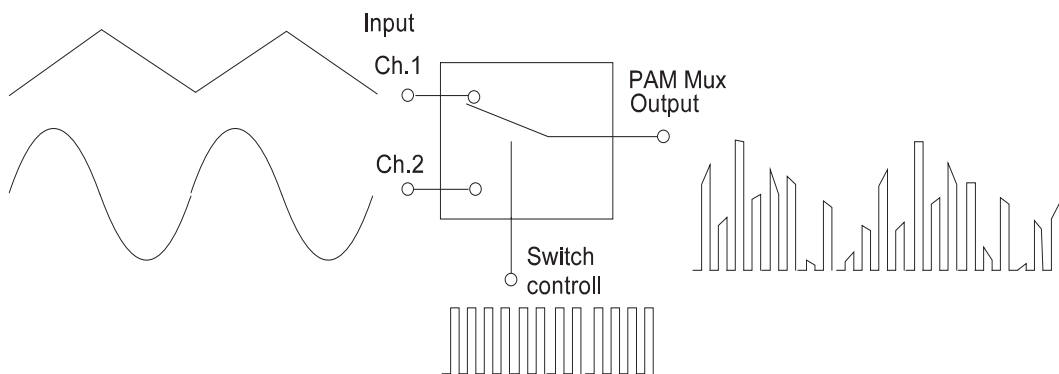 Input
Ch.1
PAM Mux
Output
Ch.2
Switch
controll